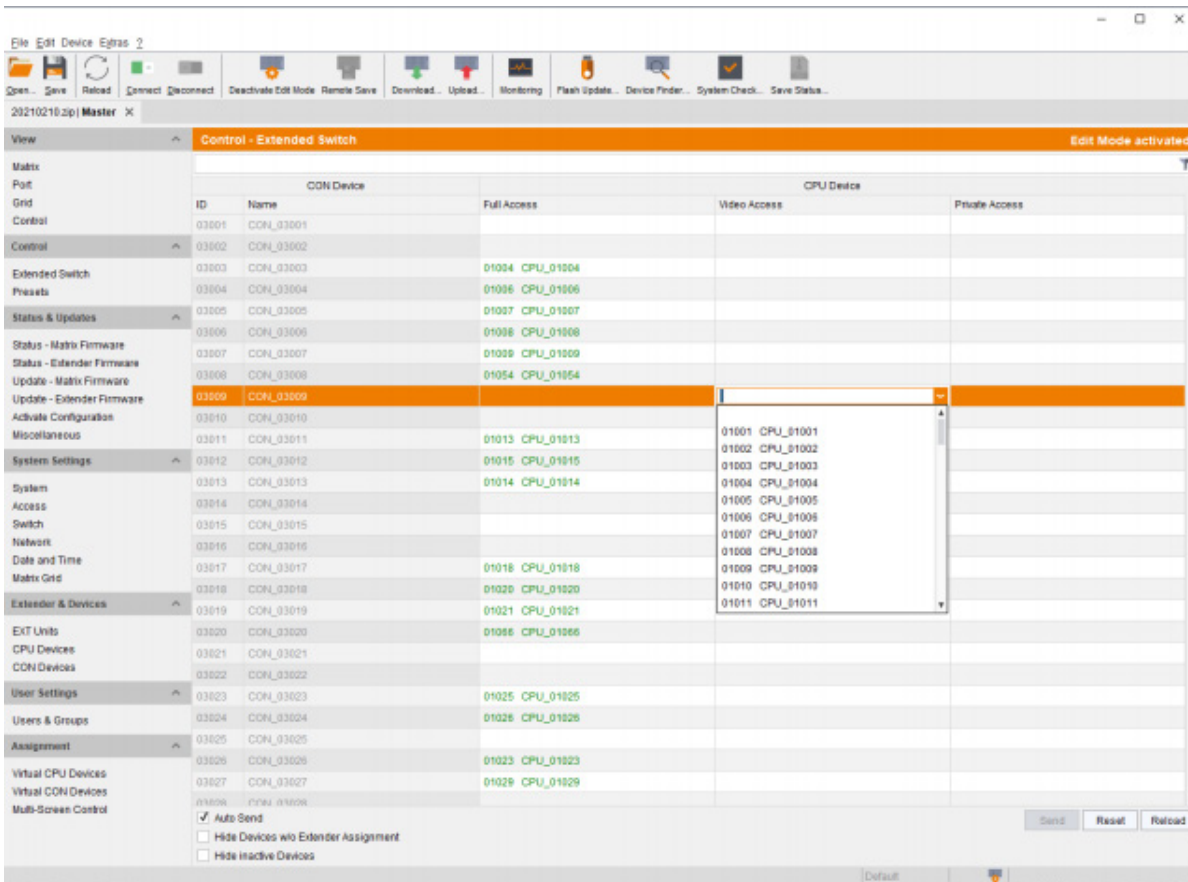 File Edit Device Extras ?
Open... Save Reload Connect Disconnect Deactivate Edit Mode Remote Save Download... Upload... Monitoring Flash Update... Device Finder... System Check... Save Status...
20210210.zip | Master
View
Control - Extended Switch Edit Mode activated
Matrix
Port
Grid
Control
Control
Extended Switch
Presets
Status & Updates
Status - Matrix Firmware
Status - Extender Firmware
Update - Matrix Firmware
Update - Extender Firmware
Activate Configuration
Miscellaneous
System Settings
System
Access
Switch
Network
Date and Time
Matrix Grid
Extender & Devices
EXT Units
CPU Devices
CON Devices
User Settings
Users & Groups
Assignment
Virtual CPU Devices
Virtual CON Devices
Multi-Screen Control
CON Device CPU Device
ID Name Full Access Video Access Private Access
03001 CON_03001
03002 CON_03002
03003 CON_03003 01004 CPU_01004
03004 CON_03004 01006 CPU_01006
03005 CON_03005 01007 CPU_01007
03006 CON_03006 01008 CPU_01008
03007 CON_03007 01009 CPU_01009
03008 CON_03008 01054 CPU_01054
03009 CON_03009
03010 CON_03010
03011 CON_03011 01013 CPU_01013
03012 CON_03012 01015 CPU_01015
03013 CON_03013 01014 CPU_01014
03014 CON_03014
03015 CON_03015
03016 CON_03016
03017 CON_03017 01018 CPU_01018
03018 CON_03018 01020 CPU_01020
03019 CON_03019 01021 CPU_01021
03020 CON_03020 01066 CPU_01066
03021 CON_03021
03022 CON_03022
03023 CON_03023 01025 CPU_01025
03024 CON_03024 01026 CPU_01026
03025 CON_03025
03026 CON_03026 01023 CPU_01023
03027 CON_03027 01029 CPU_01029
03028 CON_03028
01001 CPU_01001
01002 CPU_01002
01003 CPU_01003
01004 CPU_01004
01005 CPU_01005
01006 CPU_01006
01007 CPU_01007
01008 CPU_01008
01009 CPU_01009
01010 CPU_01010
01011 CPU_01011
Auto Send
Hide Devices w/o Extender Assignment
Hide inactive Devices
Send Reset Reload
Default